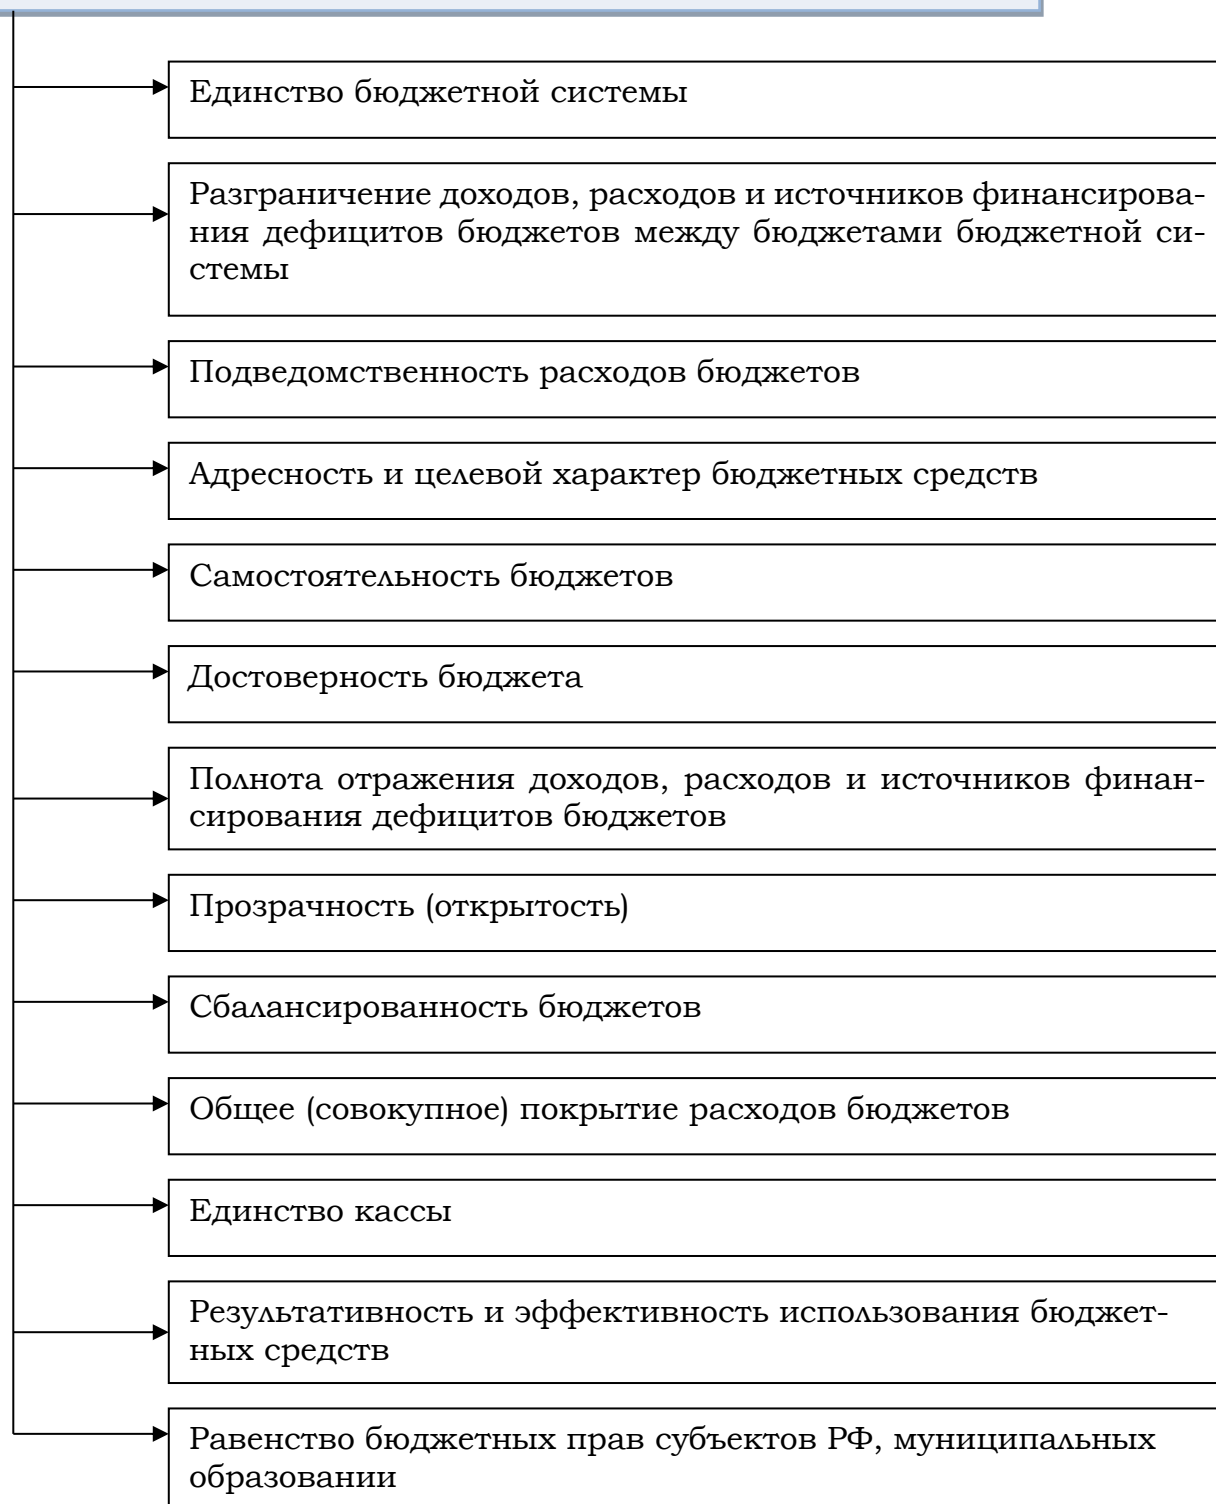 Единство бюджетной системы
Разграничение доходов, расходов и источников финансирова-
ния дефицитов бюджетов между бюджетами бюджетной си-
стемы
Подведомственность расходов бюджетов
Адресность и целевой характер бюджетных средств
Самостоятельность бюджетов
Достоверность бюджета
Полнота отражения доходов, расходов и источников финан-
сирования дефицитов бюджетов
Прозрачность (открытость)
Сбалансированность бюджетов
Общее (совокупное) покрытие расходов бюджетов
Единство кассы
Результативность и эффективность использования бюджет-
ных средств
Равенство бюджетных прав субъектов РФ, муниципальных
образовании